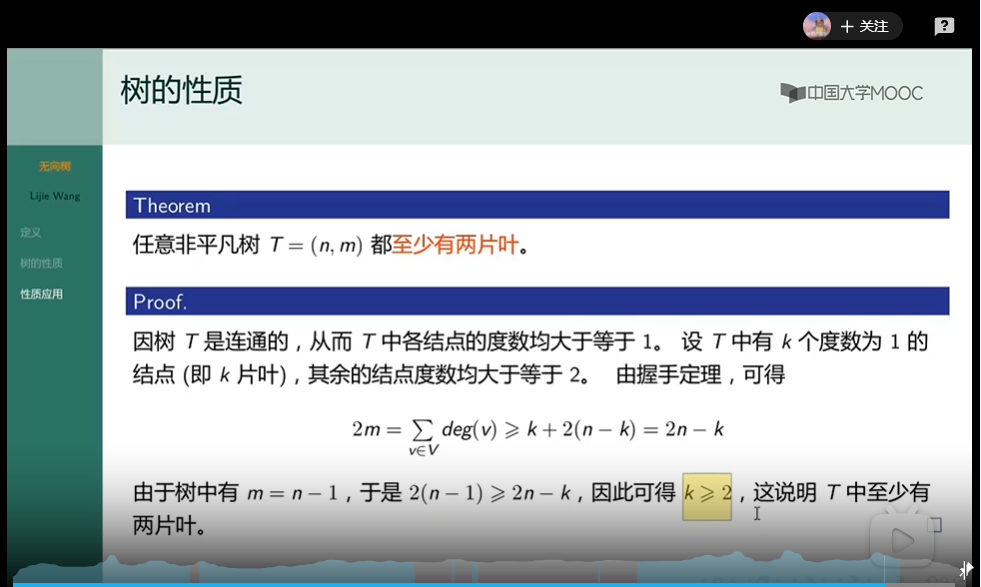 + 关注
?
树的性质
中国大学MOOC
无向树
Lijie Wang
定义
树的性质
性质应用
Theorem
任意非平凡树 T = (n, m) 都至少有两片叶。
Proof.
因树 T 是连通的，从而 T 中各结点的度数均大于等于 1。 设 T 中有 k 个度数为 1 的
结点 (即 k 片叶)，其余的结点度数均大于等于 2。 由握手定理，可得
2m = ∑ deg(v) ⩾ k + 2(n − k) = 2n − k
v∈V
由于树中有 m = n − 1，于是 2(n − 1) ⩾ 2n − k，因此可得 k ⩾ 2，这说明 T 中至少有
两片叶。